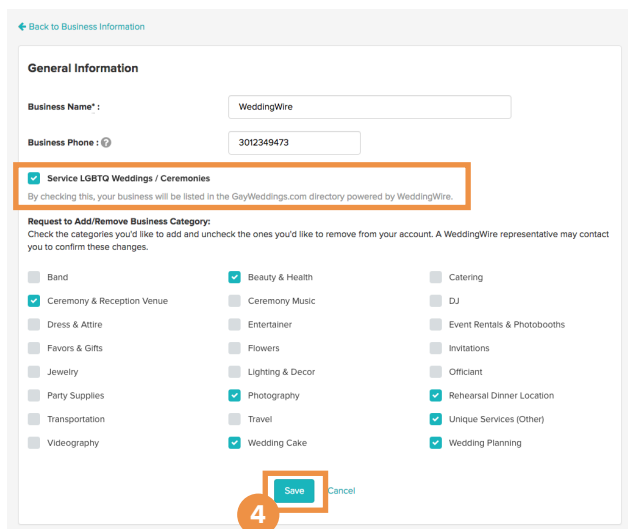 Back to Business Information
General Information
Business Name* : WeddingWire
Business Phone : ? 3012349473
Service LGBTQ Weddings / Ceremonies
By checking this, your business will be listed in the GayWeddings.com directory powered by WeddingWire.
Request to Add/Remove Business Category:
Check the categories you'd like to add and uncheck the ones you'd like to remove from your account. A WeddingWire representative may contact
you to confirm these changes.
Band Beauty & Health Catering
Ceremony & Reception Venue Ceremony Music DJ
Dress & Attire Entertainer Event Rentals & Photobooths
Favors & Gifts Flowers Invitations
Jewelry Lighting & Decor Officiant
Party Supplies Photography Rehearsal Dinner Location
Transportation Travel Unique Services (Other)
Videography Wedding Cake Wedding Planning
Save Cancel
4